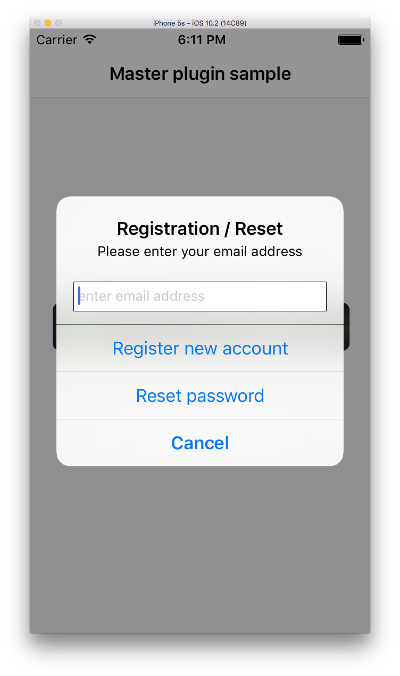 iPhone 5s – iOS 10.2 (14C89)
Carrier 6:11 PM
Master plugin sample
Registration / Reset
Please enter your email address
enter email address
Register new account
Reset password
Cancel